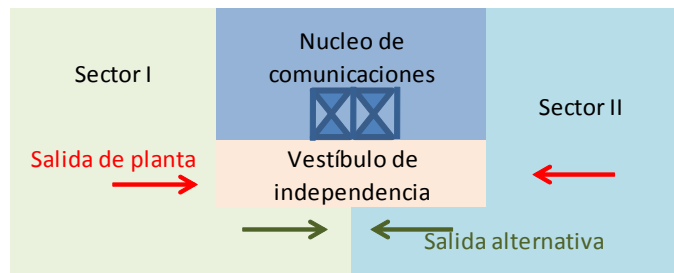 Sector I
Nucleo de
comunicaciones
Sector II
Salida de planta
Vestíbulo de
independencia
Salida alternativa